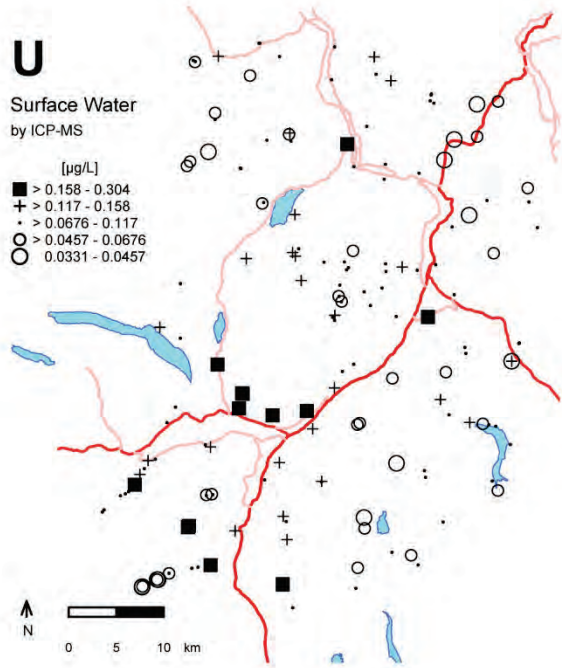 U
Surface Water
by ICP-MS
[µg/L]
> 0.158 - 0.304
> 0.117 - 0.158
> 0.0676 - 0.117
> 0.0457 - 0.0676
0.0331 - 0.0457
N
0 5 10 km